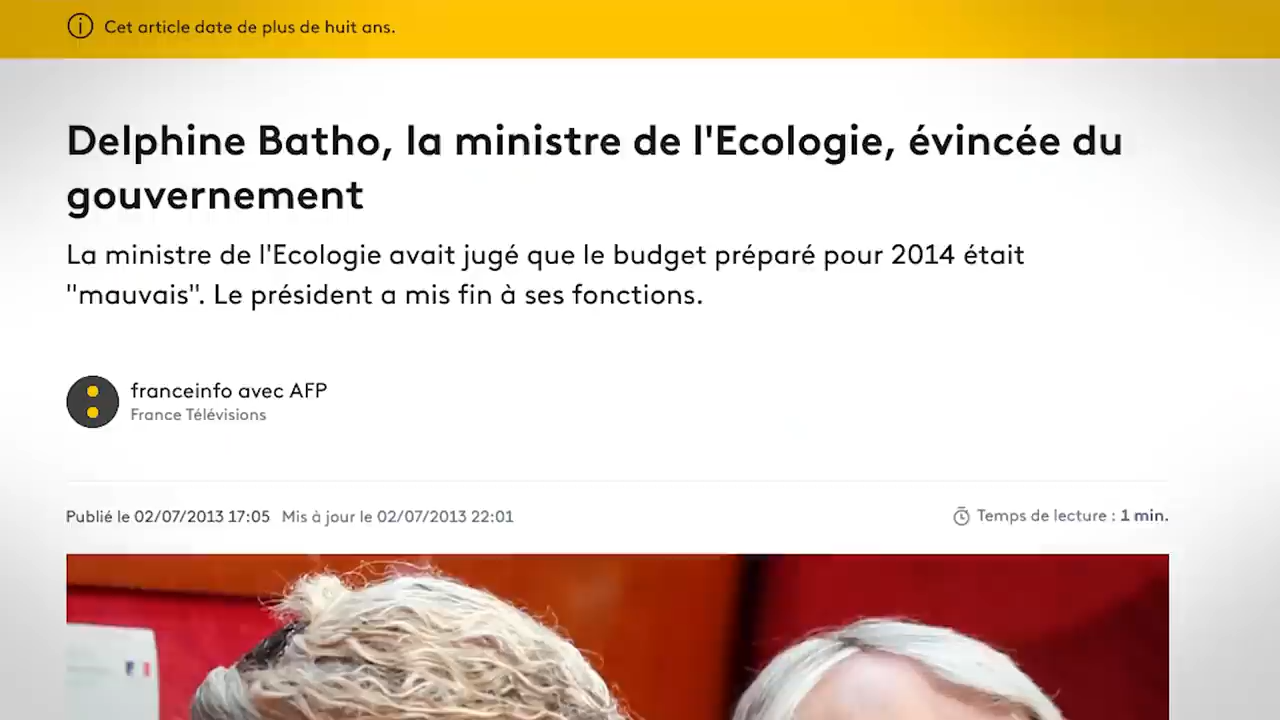 Cet article date de plus de huit ans.
Delphine Batho, la ministre de l'Ecologie, évincée du
gouvernement
La ministre de l'Ecologie avait jugé que le budget préparé pour 2014 était
"mauvais". Le président a mis fin à ses fonctions.
franceinfo avec AFP
France Télévisions
Publié le 02/07/2013 17:05 Mis à jour le 02/07/2013 22:01
Temps de lecture : 1 min.